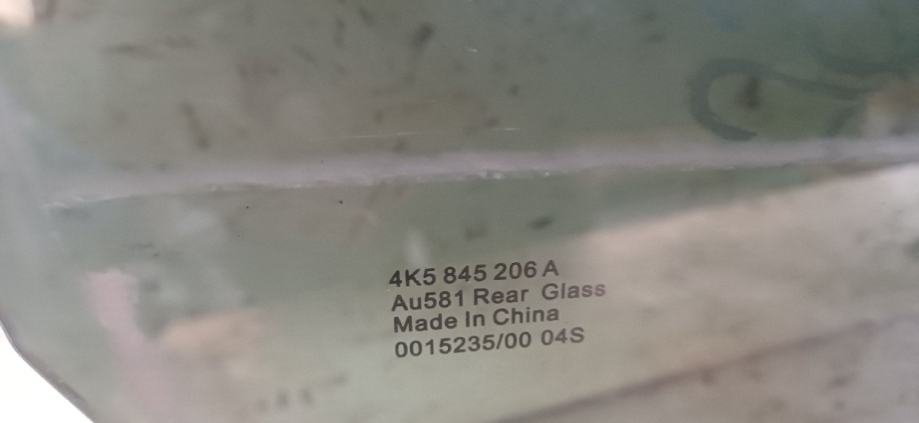 4K5 845 206 A
Au581 Rear Glass
Made In China
0015235/00 04S